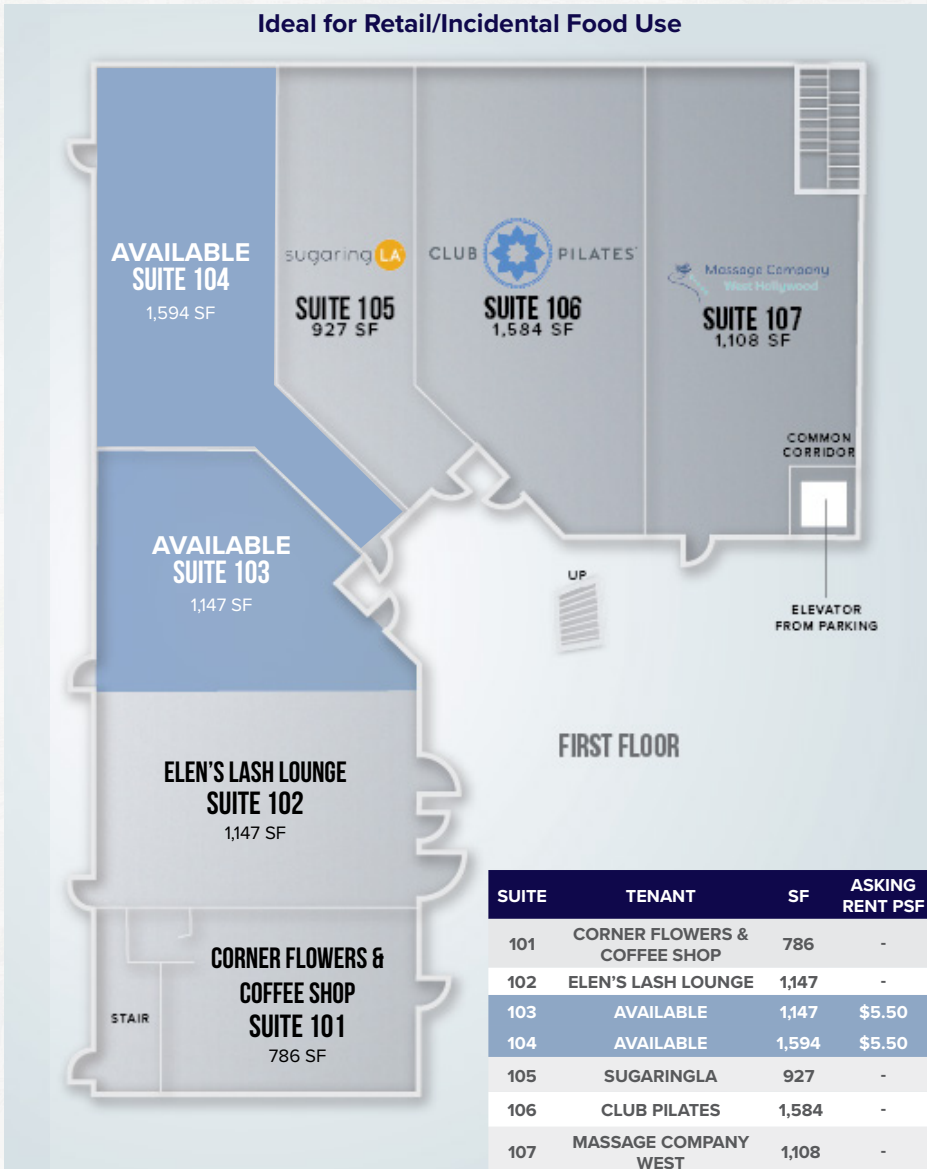 Ideal for Retail/Incidental Food Use
AVAILABLE
SUITE 104
1,594 SF
sugaring LA
SUITE 105
927 SF
CLUB PILATES
SUITE 106
1,584 SF
Massage Company
West Hollywood
SUITE 107
1,108 SF
COMMON
CORRIDOR
AVAILABLE
SUITE 103
1,147 SF
UP
ELEVATOR
FROM PARKING
FIRST FLOOR
ELEN'S LASH LOUNGE
SUITE 102
1,147 SF
CORNER FLOWERS &
COFFEE SHOP
SUITE 101
786 SF
STAIR
SUITE TENANT SF ASKING RENT PSF
101 CORNER FLOWERS & COFFEE SHOP 786 -
102 ELEN'S LASH LOUNGE 1,147 -
103 AVAILABLE 1,147 $5.50
104 AVAILABLE 1,594 $5.50
105 SUGARINGLA 927 -
106 CLUB PILATES 1,584 -
107 MASSAGE COMPANY WEST 1,108 -